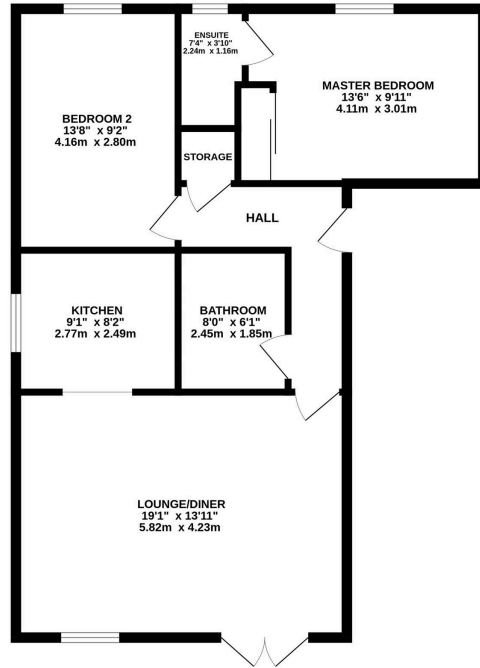 ENSUITE
7'4" x 3'10"
2.24m x 1.16m
MASTER BEDROOM
13'6" x 9'11"
4.11m x 3.01m
BEDROOM 2
13'8" x 9'2"
4.16m x 2.80m
STORAGE
HALL
KITCHEN
9'1" x 8'2"
2.77m x 2.49m
BATHROOM
8'0" x 6'1"
2.45m x 1.85m
LOUNGE/DINER
19'1" x 13'11"
5.82m x 4.23m